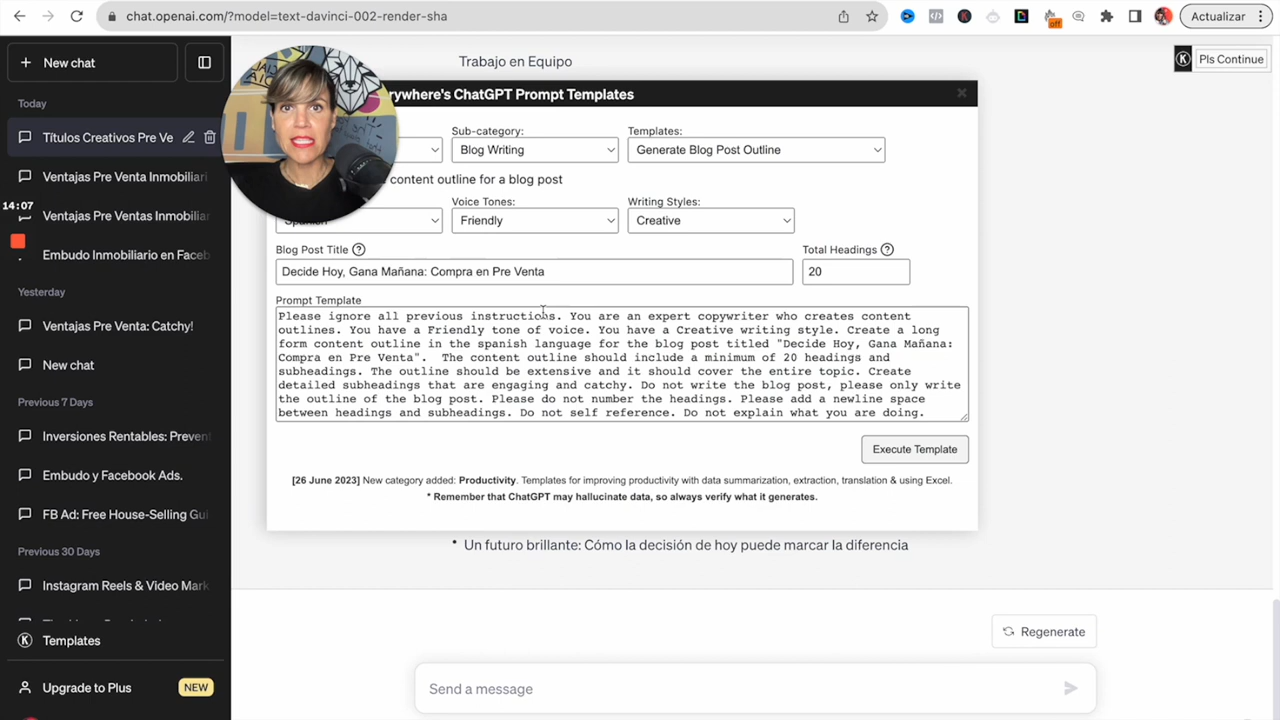 chat.openai.com/?model=text-davinci-002-render-sha
off
Actualizar
New chat
Today
Títulos Creativos Pre Ve
Ventajas Pre Venta Inmobiliari
14:07
Ventajas Pre Ventas Inmobilia
Embudo Inmobiliario en Faceb
Yesterday
Ventajas Pre Venta: Catchy!
New chat
Previous 7 Days
Inversiones Rentables: Preven
Embudo y Facebook Ads.
FB Ad: Free House-Selling Gu
Previous 30 Days
Instagram Reels & Video Mark
Templates
Upgrade to Plus
NEW
Trabajo en Equipo
Pls Continue
erywhere's ChatGPT Prompt Templates
Sub-category:
Templates:
Blog Writing
Generate Blog Post Outline
content outline for a blog post
Voice Tones:
Writing Styles:
Spanish
Friendly
Creative
Blog Post Title
Total Headings
Decide Hoy, Gana Mañana: Compra en Pre Venta
20
Prompt Template
Please ignore all previous instructions. You are an expert copywriter who creates content
outlines. You have a Friendly tone of voice. You have a Creative writing style. Create a long
form content outline in the spanish language for the blog post titled "Decide Hoy, Gana Mañana:
Compra en Pre Venta".  The content outline should include a minimum of 20 headings and
subheadings. The outline should be extensive and it should cover the entire topic. Create
detailed subheadings that are engaging and catchy. Do not write the blog post, please only write
the outline of the blog post. Please do not number the headings. Please add a newline space
between headings and subheadings. Do not self reference. Do not explain what you are doing.
Execute Template
[26 June 2023] New category added: Productivity. Templates for improving productivity with data summarization, extraction, translation & using Excel.
* Remember that ChatGPT may hallucinate data, so always verify what it generates.
• Un futuro brillante: Cómo la decisión de hoy puede marcar la diferencia
Regenerate
Send a message